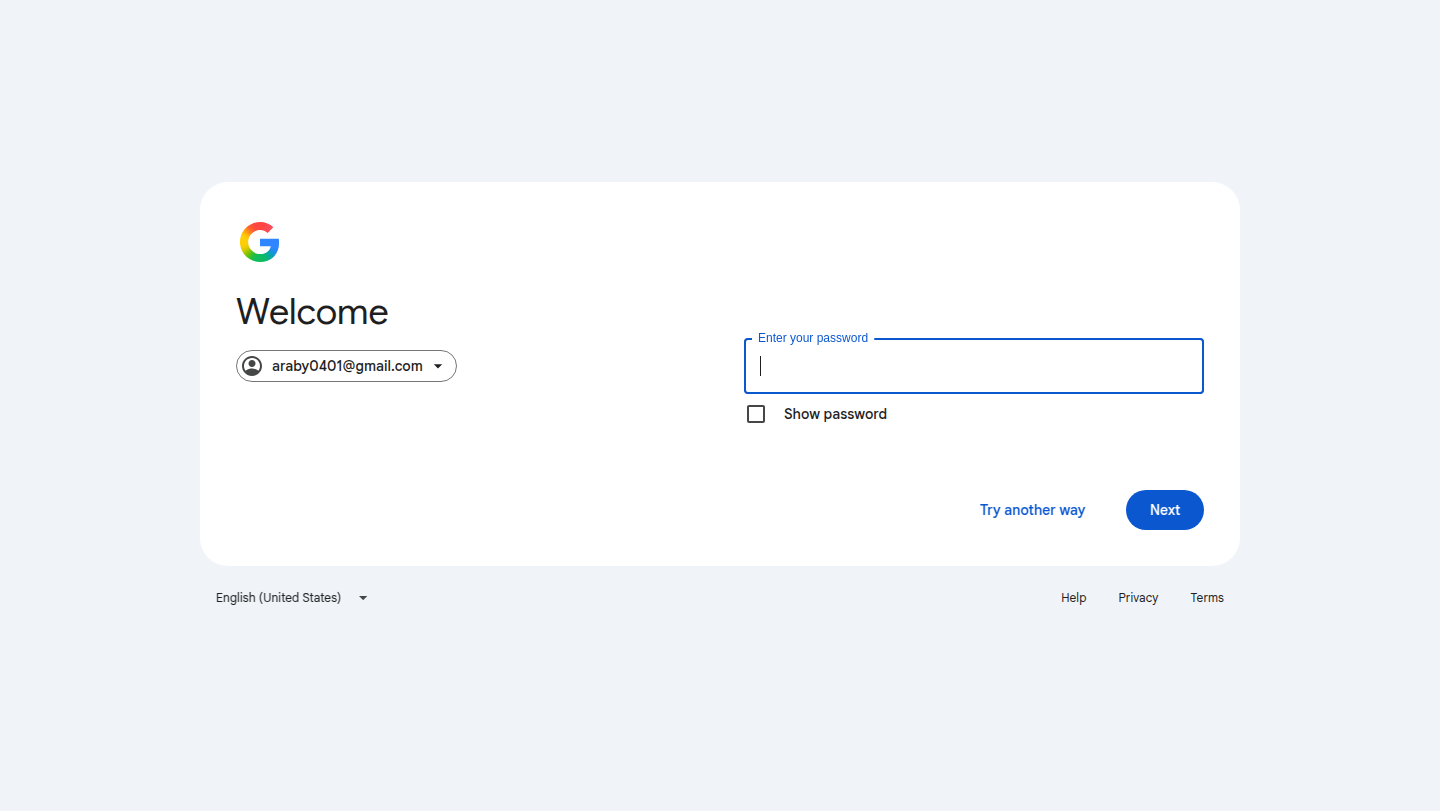 Welcome
araby0401@gmail.com
Enter your password
Show password
Try another way
Next
English (United States)
Help
Privacy
Terms